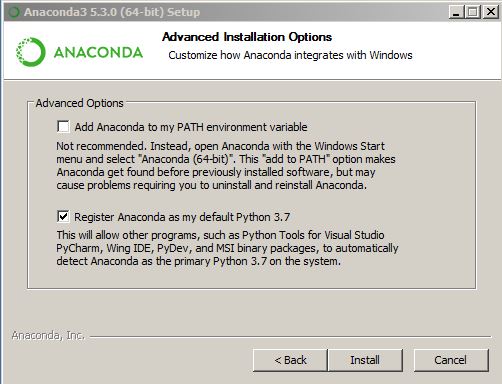 Anaconda3 5.3.0 (64-bit) Setup
ANACONDA
Advanced Installation Options
Customize how Anaconda integrates with Windows
Advanced Options
Add Anaconda to my PATH environment variable
Not recommended. Instead, open Anaconda with the Windows Start
menu and select "Anaconda (64-bit)". This "add to PATH" option makes
Anaconda get found before previously installed software, but may
cause problems requiring you to uninstall and reinstall Anaconda.
Register Anaconda as my default Python 3.7
This will allow other programs, such as Python Tools for Visual Studio
PyCharm, Wing IDE, PyDev, and MSI binary packages, to automatically
detect Anaconda as the primary Python 3.7 on the system.
Anaconda, Inc.
< Back
Install
Cancel